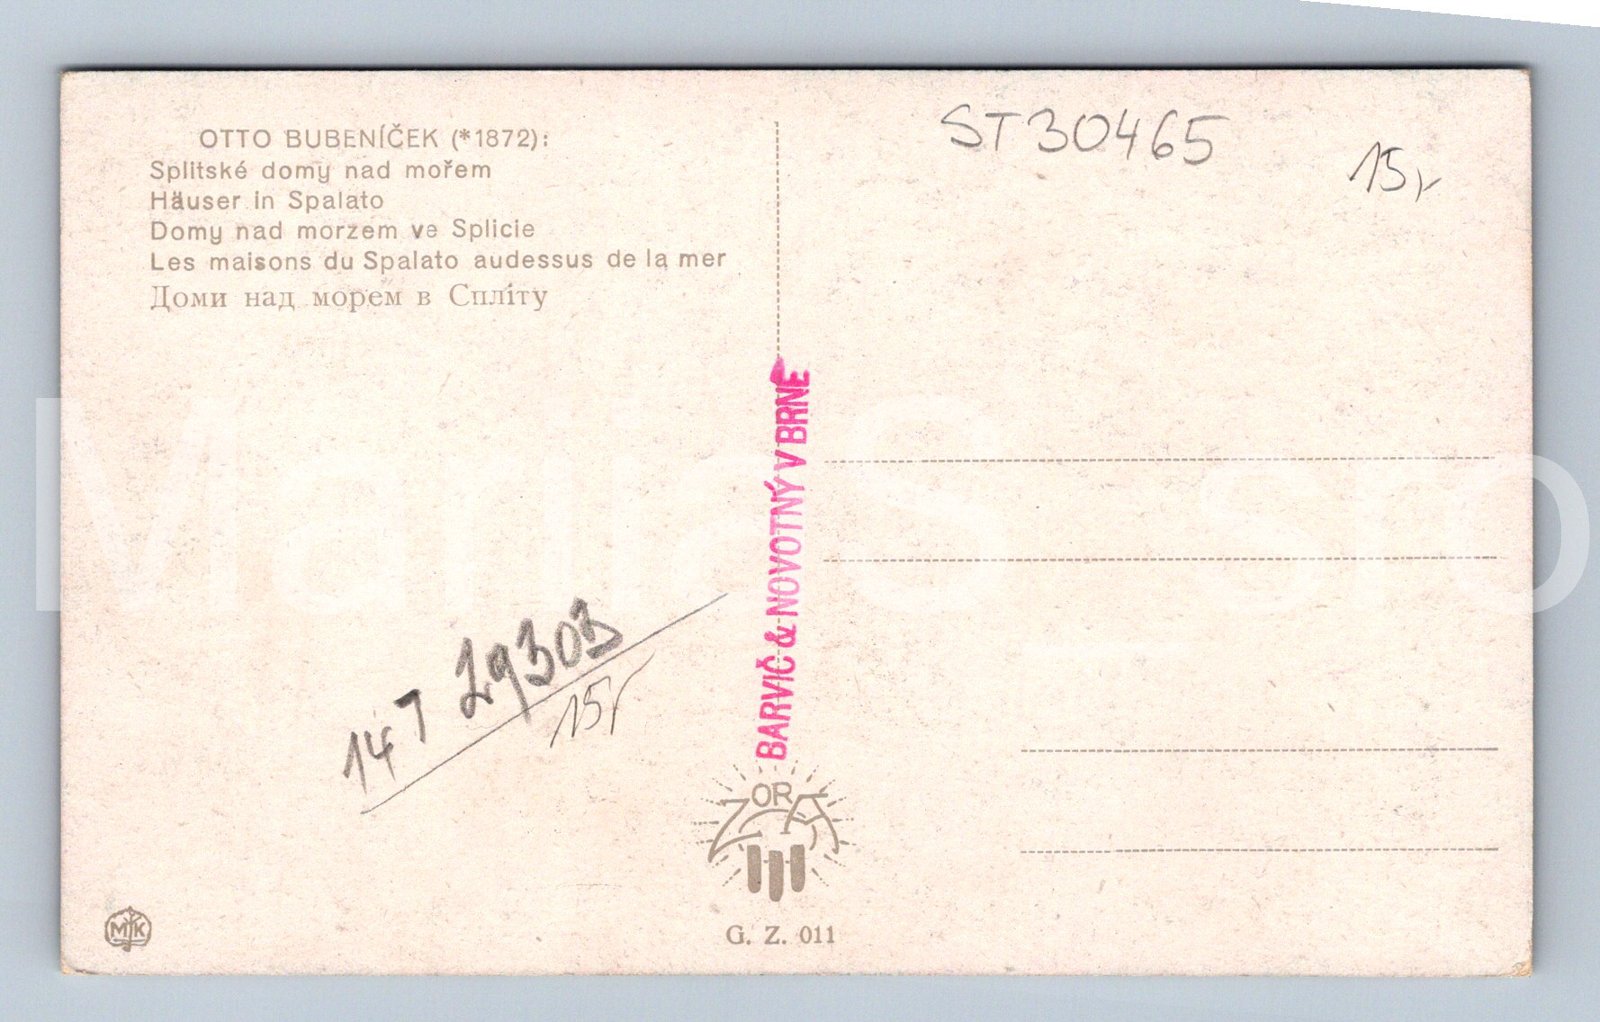 OTTO BUBENÍČEK (*1872):
Splitské domy nad mořem
Häuser in Spalato
Domy nad morzem ve Splicie
Les maisons du Spalato audessus de la mer
Доми над морем в Спліту
ST30465
15,-
BARVIČ & NOVOTNÝ V BRNĚ
147 29303
15,-
ZORA
G. Z. 011
MK